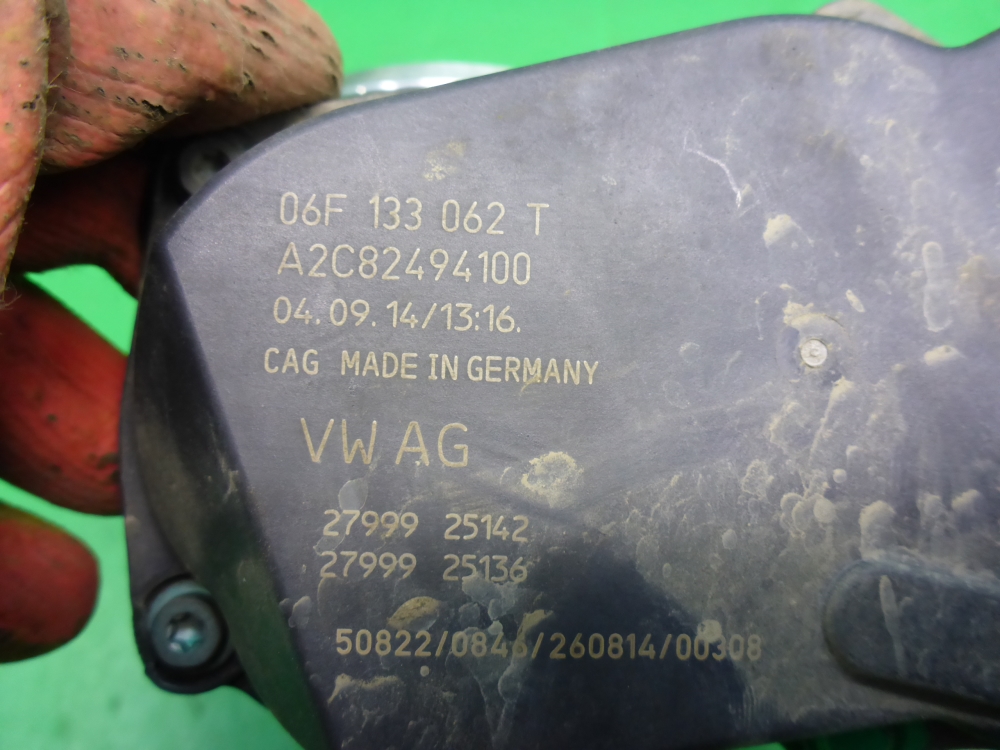 06F 133 062 T
A2C82494100
04.09.14/13:16.
CAG MADE IN GERMANY
VW AG
27999 25142
27999 25136
50822/0846/260814/00308